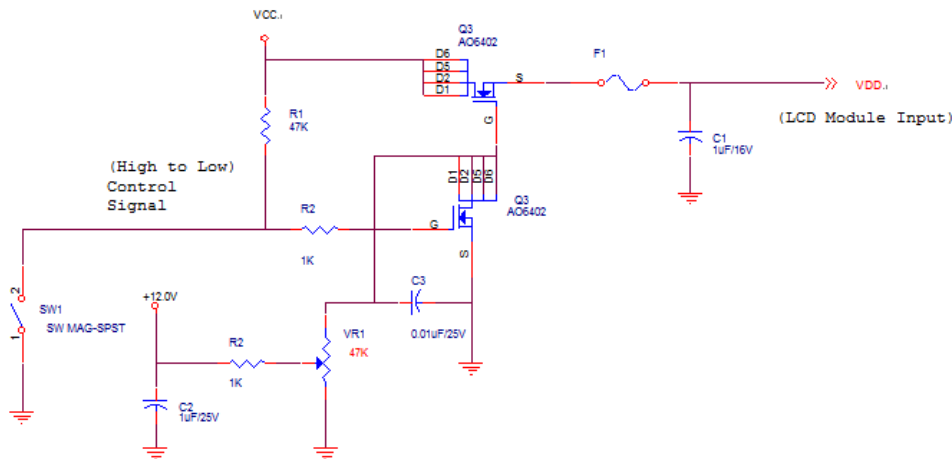 VCC.
Q3
AO6402
D6
D5
D2
D1
S
G
F1
VDD.
(LCD Module Input)
R1
47K
C1
1uF/16V
(High to Low)
Control
Signal
D1
D2
D5
D6
Q3
AO6402
R2
1K
G
S
2
SW1
SW MAG-SPST
1
+12.0V
C3
0.01uF/25V
R2
1K
VR1
47K
C2
1uF/25V